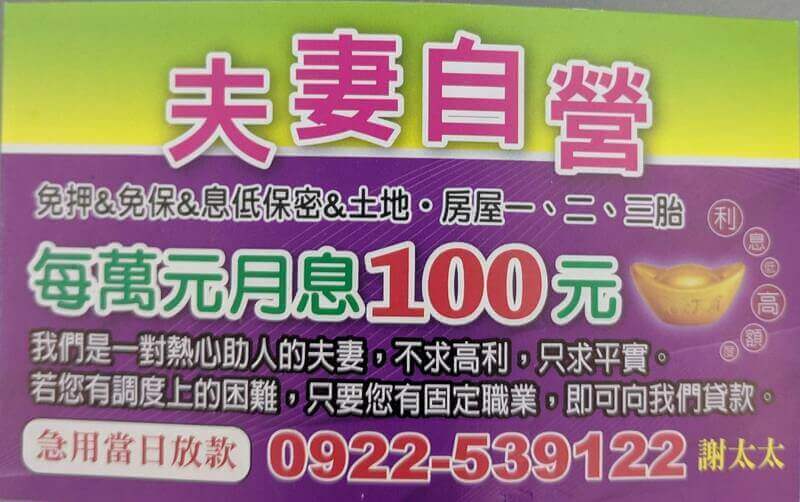 夫妻自營
免押&免保&息低保密&土地・房屋一、二、三胎
每萬元月息100元
利息低高額度
我們是一對熱心助人的夫妻，不求高利，只求平實。
若您有調度上的困難，只要您有固定職業，即可向我們貸款。
急用當日放款 0922-539122 謝太太